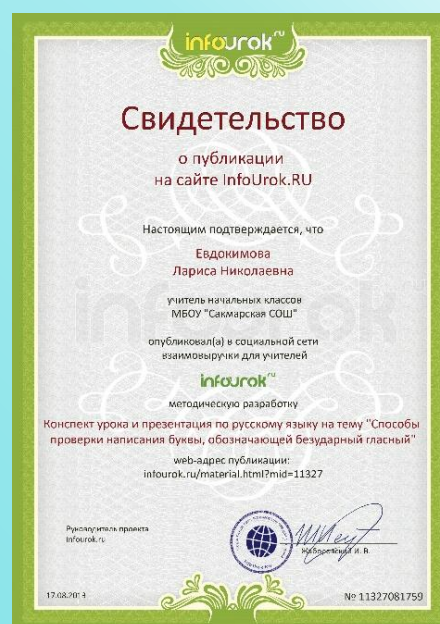 infourok.ru
Свидетельство
о публикации
на сайте InfoUrok.RU
Настоящим подтверждается, что
Евдокимова
Лариса Николаевна
учитель начальных классов
МБОУ "Сакмарская СОШ"
опубликовал(а) в социальной сети
взаимовыручки для учителей
infourok.ru
методическую разработку
Конспект урока и презентация по русскому языку на тему "Способы
проверки написания буквы, обозначающей безударный гласный"
web-адрес публикации:
infourok.ru/material.html?mid=11327
Руководитель проекта
infourok.ru
Жаборовский И. В.
17.08.2013
№ 11327081759